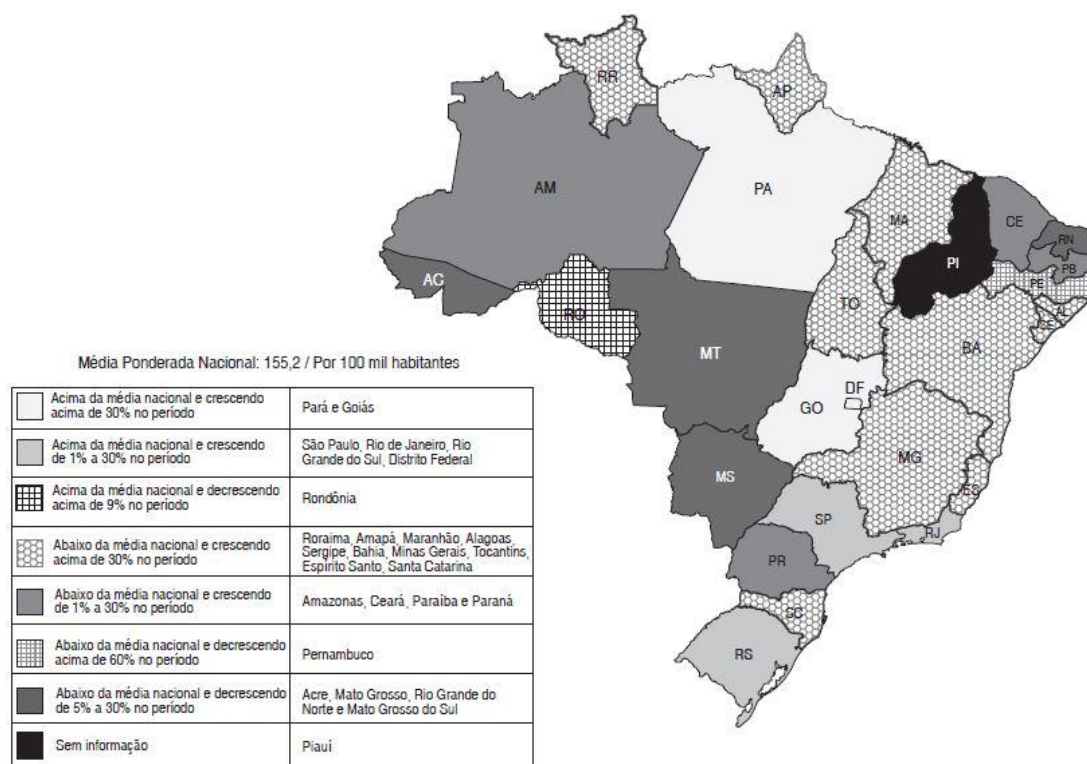 RR
AP
AM
PA
MA
CE
RN
PB
PI
PE
AL
SE
AC
RO
TO
BA
MT
DF
GO
MG
ES
MS
SP
RJ
PR
SC
RS
Média Ponderada Nacional: 155,2 / Por 100 mil habitantes
Acima da média nacional e crescendo
acima de 30% no período
Pará e Goiás
Acima da média nacional e crescendo
de 1% a 30% no período
São Paulo, Rio de Janeiro, Rio
Grande do Sul, Distrito Federal
Acima da média nacional e decrescendo
acima de 9% no período
Rondônia
Abaixo da média nacional e crescendo
acima de 30% no período
Roraima, Amapá, Maranhão, Alagoas,
Sergipe, Bahia, Minas Gerais, Tocantins,
Espírito Santo, Santa Catarina
Abaixo da média nacional e crescendo
de 1% a 30% no período
Amazonas, Ceará, Paraíba e Paraná
Abaixo da média nacional e decrescendo
acima de 60% no período
Pernambuco
Abaixo da média nacional e decrescendo
de 5% a 30% no período
Acre, Mato Grosso, Rio Grande do
Norte e Mato Grosso do Sul
Sem informação
Piauí